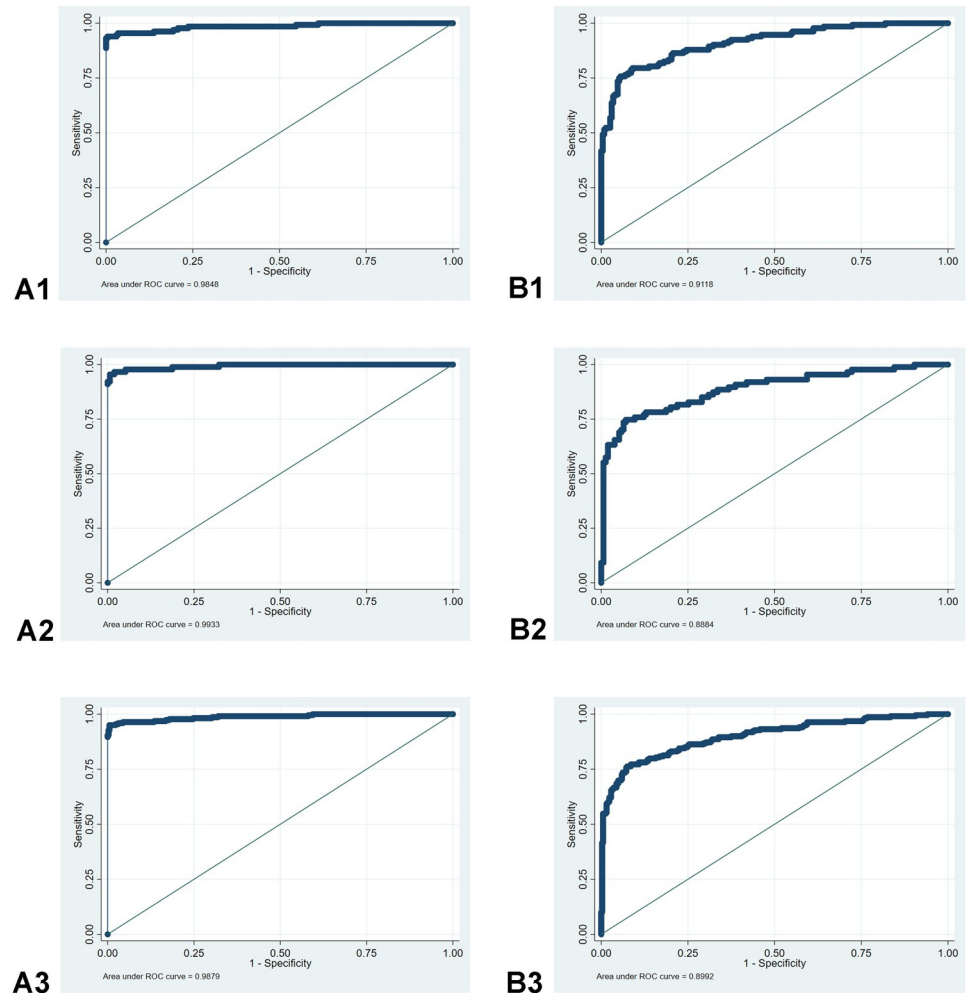 Sensitivity
1.00
0.75
0.50
0.25
0.00
0.00 0.25 0.50 0.75 1.00
1 - Specificity
Area under ROC curve = 0.9848
A1
Sensitivity
1.00
0.75
0.50
0.25
0.00
0.00 0.25 0.50 0.75 1.00
1 - Specificity
Area under ROC curve = 0.9118
B1
Sensitivity
1.00
0.75
0.50
0.25
0.00
0.00 0.25 0.50 0.75 1.00
1 - Specificity
Area under ROC curve = 0.9933
A2
Sensitivity
1.00
0.75
0.50
0.25
0.00
0.00 0.25 0.50 0.75 1.00
1 - Specificity
Area under ROC curve = 0.8884
B2
Sensitivity
1.00
0.75
0.50
0.25
0.00
0.00 0.25 0.50 0.75 1.00
1 - Specificity
Area under ROC curve = 0.9879
A3
Sensitivity
1.00
0.75
0.50
0.25
0.00
0.00 0.25 0.50 0.75 1.00
1 - Specificity
Area under ROC curve = 0.8992
B3